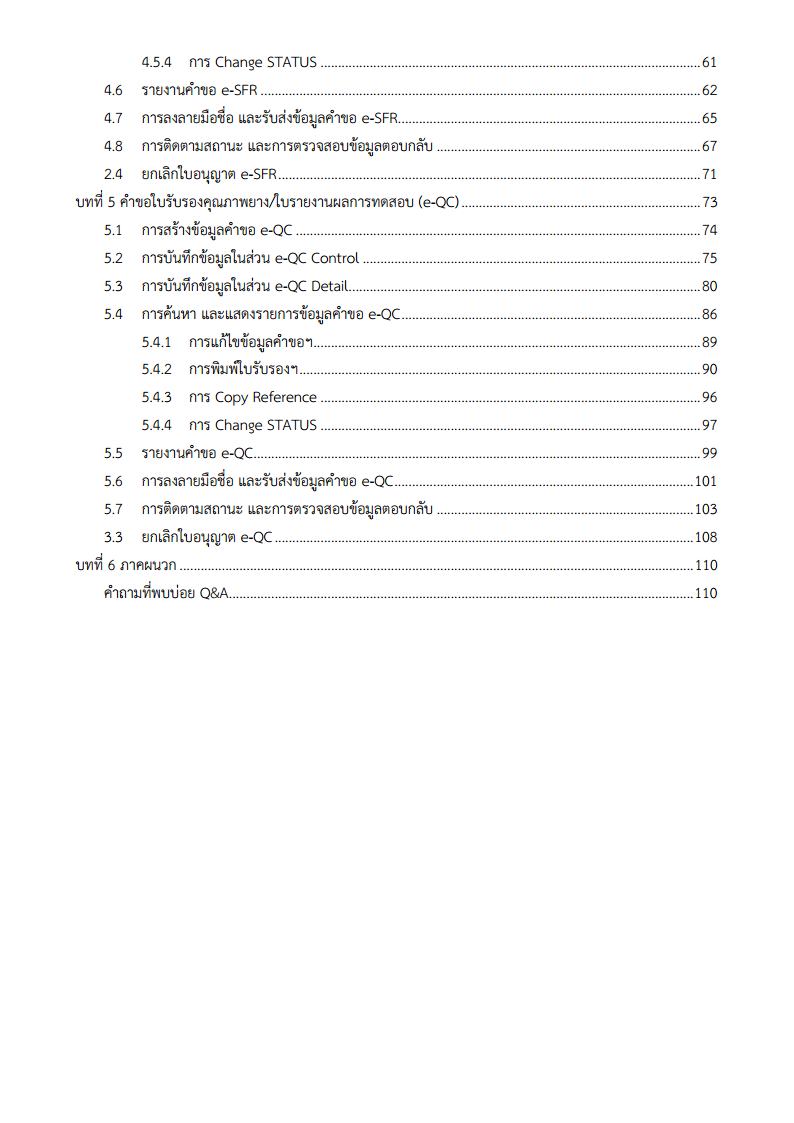 4.5.4 การ Change STATUS ........................................................................................................... 61
4.6 รายงานคำขอ e-SFR ........................................................................................................... 62
4.7 การลงลายมือชื่อ และรับส่งข้อมูลคำขอ e-SFR........................................................................... 65
4.8 การติดตามสถานะ และการตรวจสอบข้อมูลตอบกลับ ................................................................ 67
2.4 ยกเลิกใบอนุญาต e-SFR........................................................................................................... 71
บทที่ 5 คำขอใบรับรองคุณภาพยาง/ใบรายงานผลการทดสอบ (e-QC) ........................................................ 73
5.1 การสร้างข้อมูลคำขอ e-QC ........................................................................................................... 74
5.2 การบันทึกข้อมูลในส่วน e-QC Control ................................................................................... 75
5.3 การบันทึกข้อมูลในส่วน e-QC Detail................................................................................... 80
5.4 การค้นหา และแสดงรายการข้อมูลคำขอ e-QC........................................................................... 86
5.4.1 การแก้ไขข้อมูลคำขอฯ........................................................................................................... 89
5.4.2 การพิมพ์ใบรับรองฯ........................................................................................................... 90
5.4.3 การ Copy Reference ........................................................................................................... 96
5.4.4 การ Change STATUS ........................................................................................................... 97
5.5 รายงานคำขอ e-QC........................................................................................................... 99
5.6 การลงลายมือชื่อ และรับส่งข้อมูลคำขอ e-QC........................................................................... 101
5.7 การติดตามสถานะ และการตรวจสอบข้อมูลตอบกลับ ................................................................ 103
3.3 ยกเลิกใบอนุญาต e-QC ........................................................................................................... 108
บทที่ 6 ภาคผนวก ........................................................................................................... 110
คำถามที่พบบ่อย Q&A........................................................................................................... 110